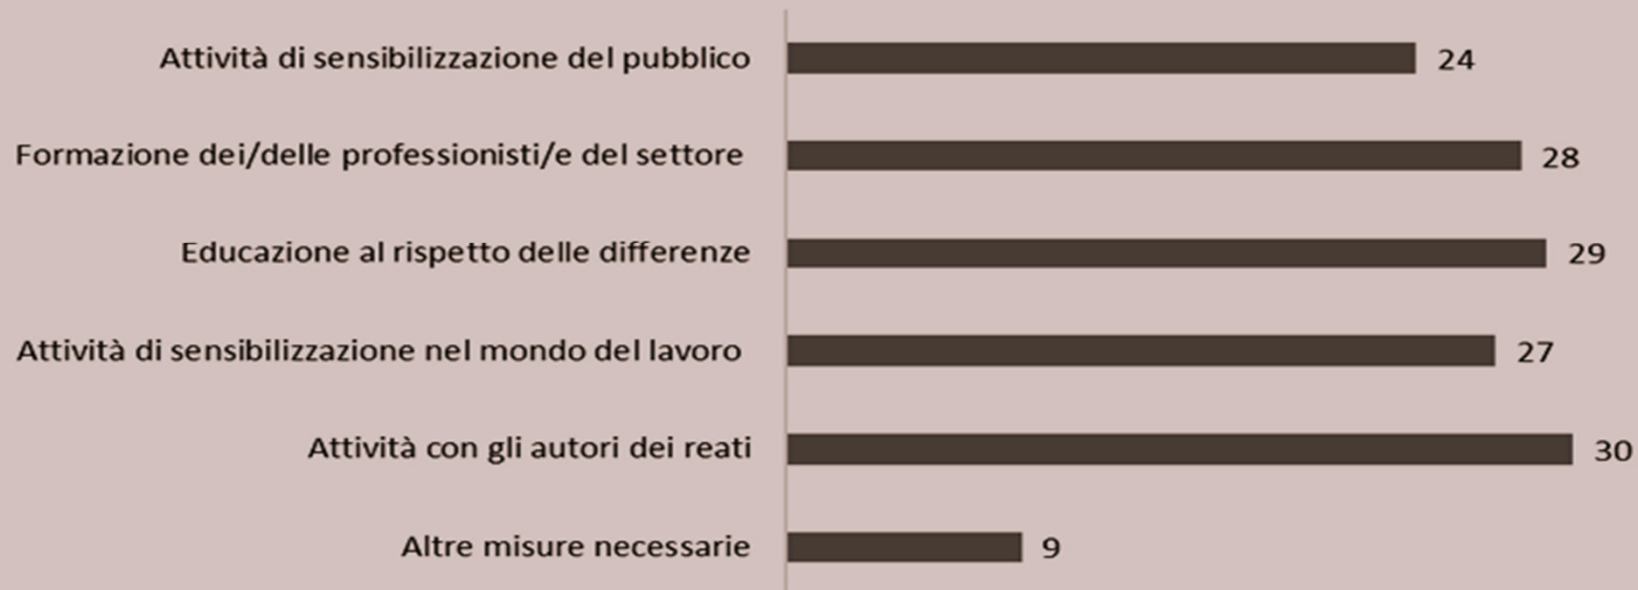 Attività di sensibilizzazione del pubblico 24
Formazione dei/delle professionisti/e del settore 28
Educazione al rispetto delle differenze 29
Attività di sensibilizzazione nel mondo del lavoro 27
Attività con gli autori dei reati 30
Altre misure necessarie 9